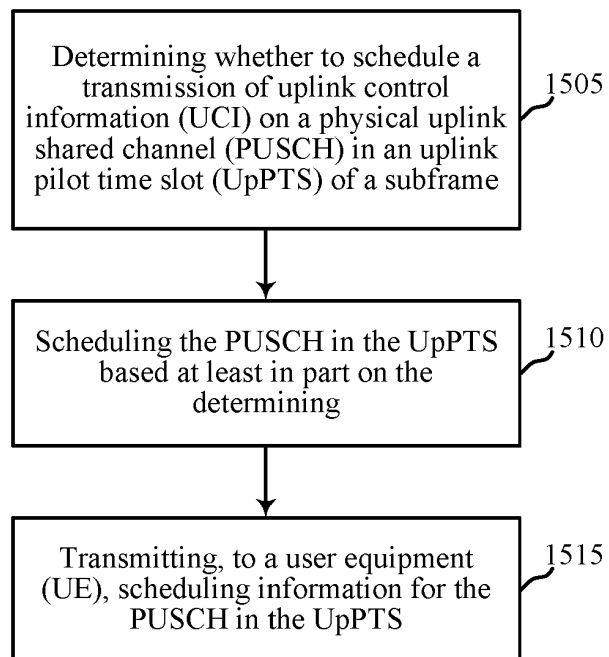 Determining whether to schedule a
transmission of uplink control
information (UCI) on a physical uplink
shared channel (PUSCH) in an uplink
pilot time slot (UpPTS) of a subframe
1505
Scheduling the PUSCH in the UpPTS
based at least in part on the
determining
1510
Transmitting, to a user equipment
(UE), scheduling information for the
PUSCH in the UpPTS
1515